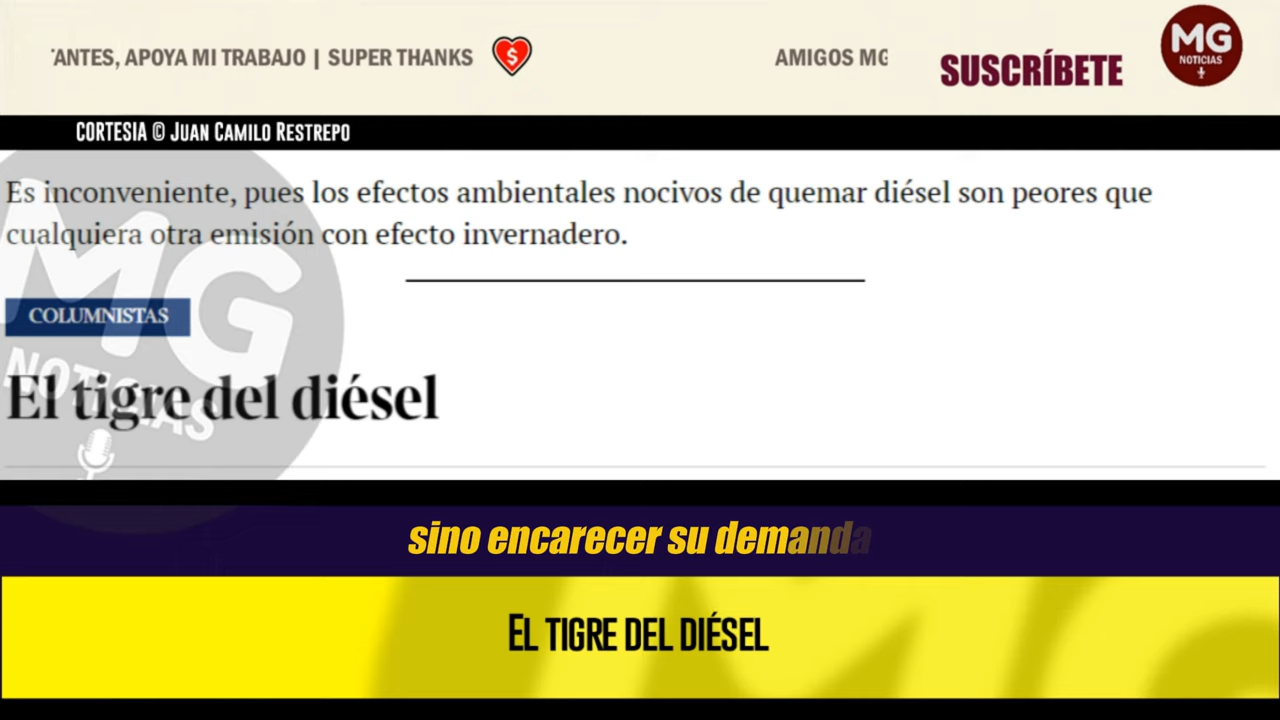 'ANTES, APOYA MI TRABAJO | SUPER THANKS
$
AMIGOS MG
SUSCRÍBETE
MG
NOTICIAS
CORTESIA © JUAN CAMILO RESTREPO
Es inconveniente, pues los efectos ambientales nocivos de quemar diésel son peores que
cualquiera otra emisión con efecto invernadero.
MG
NOTICIAS
COLUMNISTAS
El tigre del diésel
sino encarecer su demanda
EL TIGRE DEL DIÉSEL